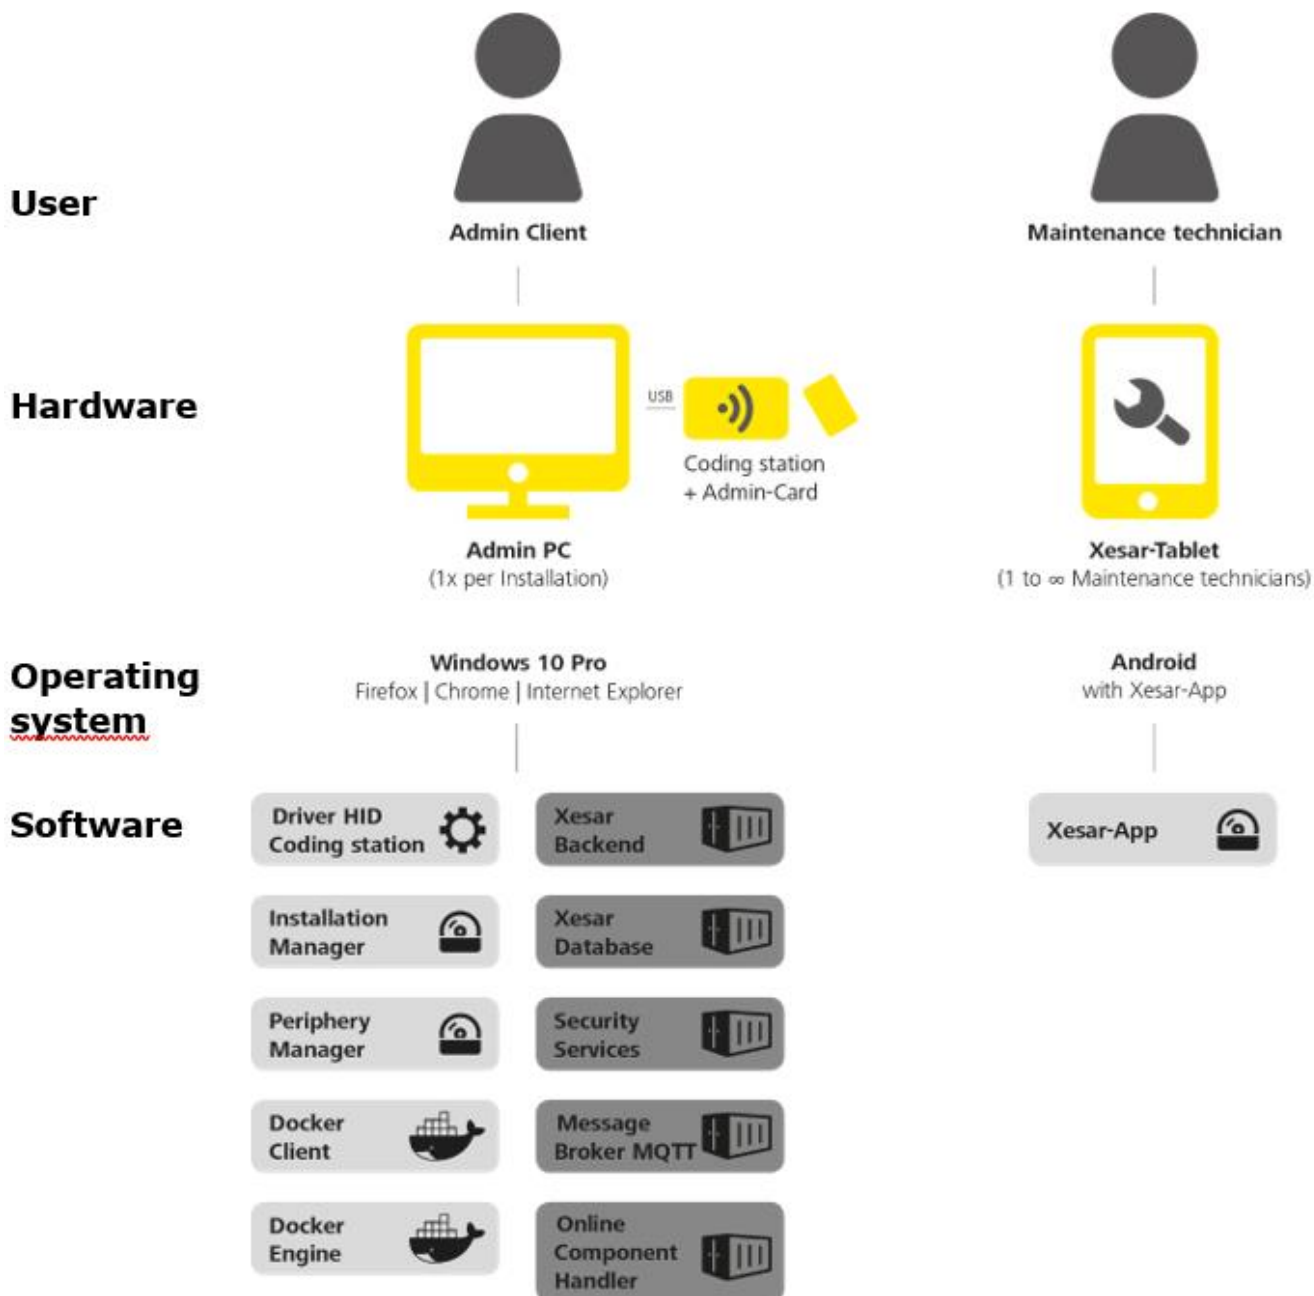 User
Admin Client
Maintenance technician
Hardware
USB
Coding station
+ Admin-Card
Admin PC
(1x per Installation)
Xesar-Tablet
(1 to ∞ Maintenance technicians)
Operating
system
Windows 10 Pro
Firefox | Chrome | Internet Explorer
Android
with Xesar-App
Software
Driver HID
Coding station
Xesar
Backend
Xesar-App
Installation
Manager
Xesar
Database
Periphery
Manager
Security
Services
Docker
Client
Message
Broker MQTT
Docker
Engine
Online
Component
Handler